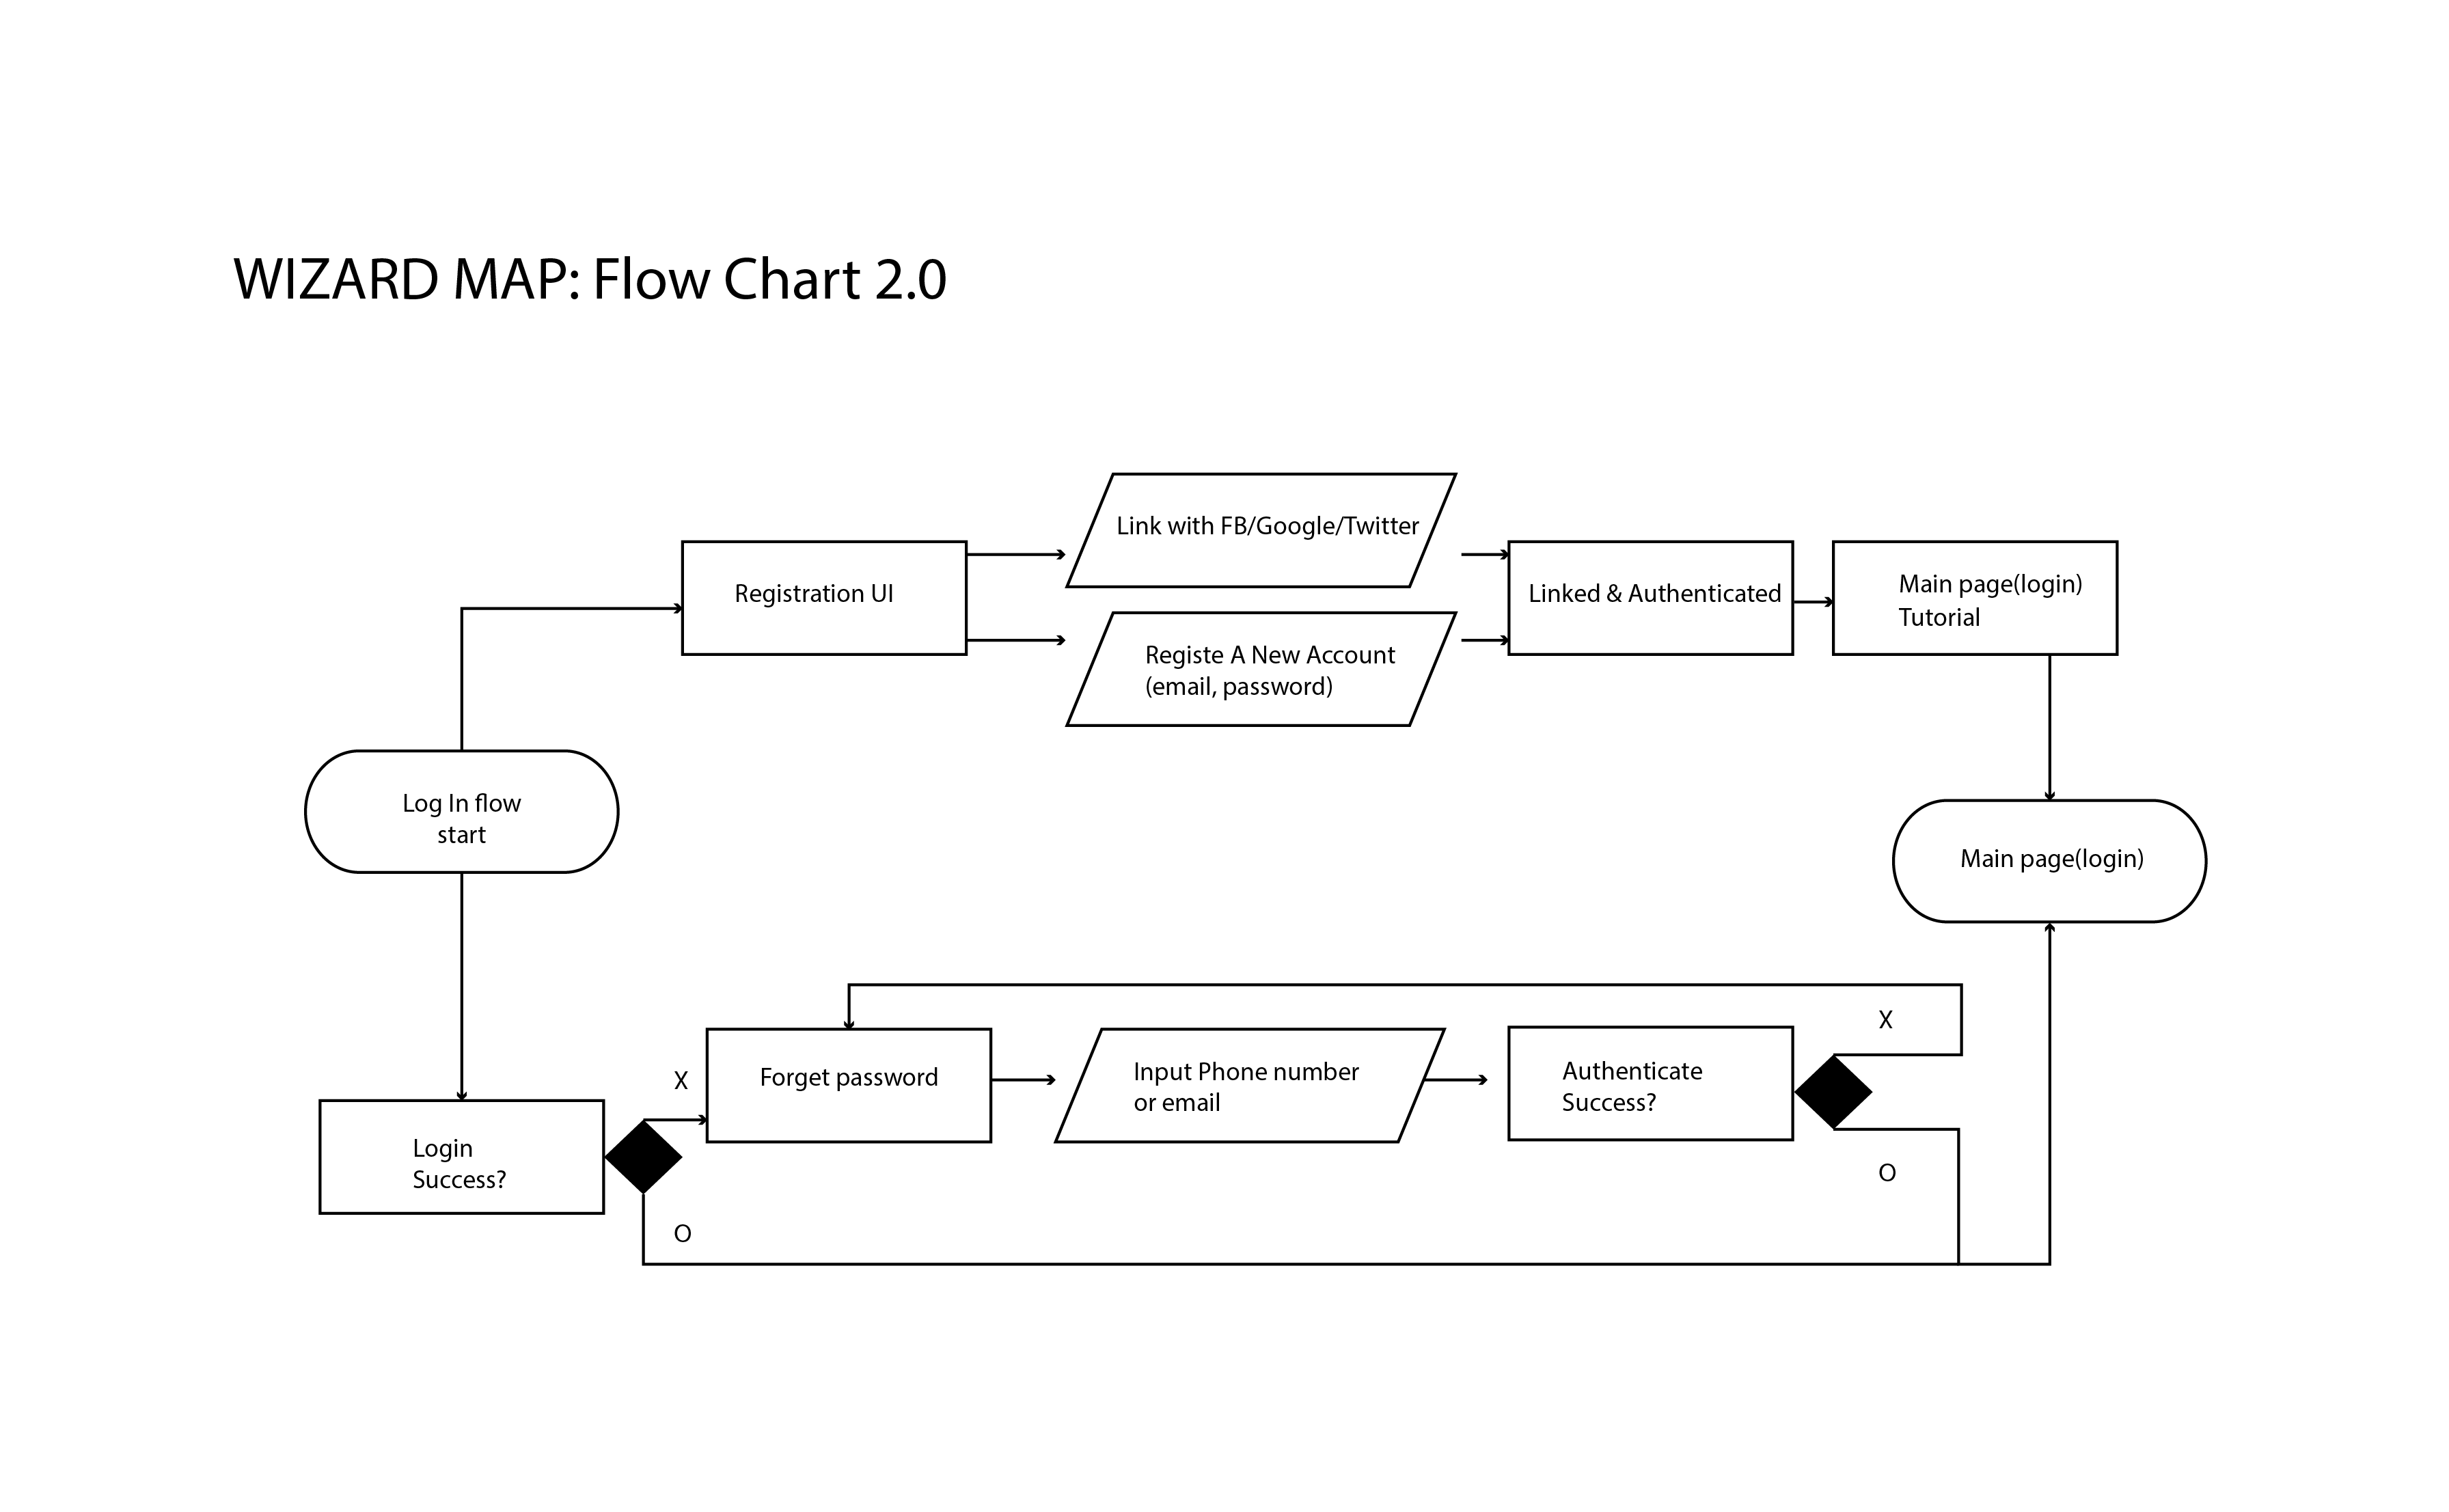 WIZARD MAP: Flow Chart 2.0
Link with FB/Google/Twitter
Registration UI
Linked & Authenticated
Main page(login)
Tutorial
Registe A New Account
(email, password)
Log In flow
start
Main page(login)
X
X
Forget password
Input Phone number
or email
Authenticate
Success?
Login
Success?
O
O